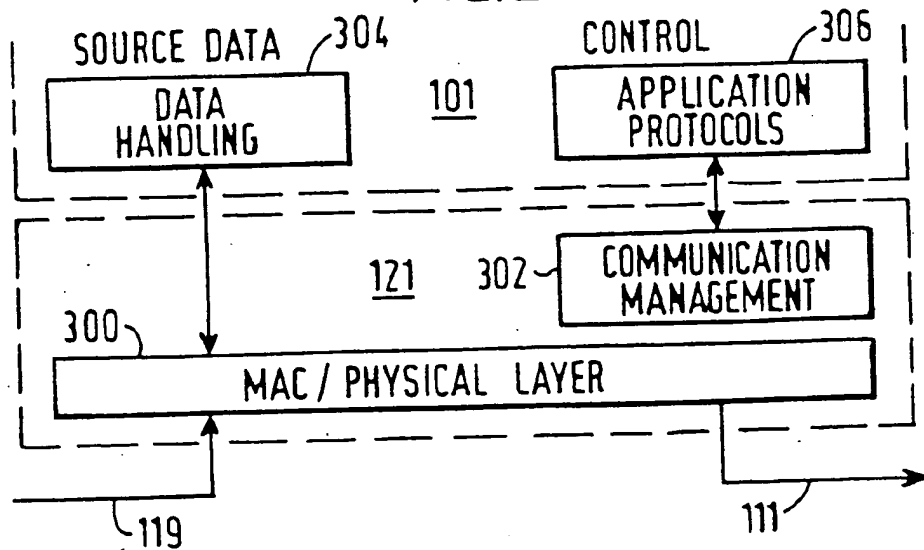 SOURCE DATA
304
DATA
HANDLING
101
CONTROL
306
APPLICATION
PROTOCOLS
121
302
COMMUNICATION
MANAGEMENT
300
MAC / PHYSICAL LAYER
119
111